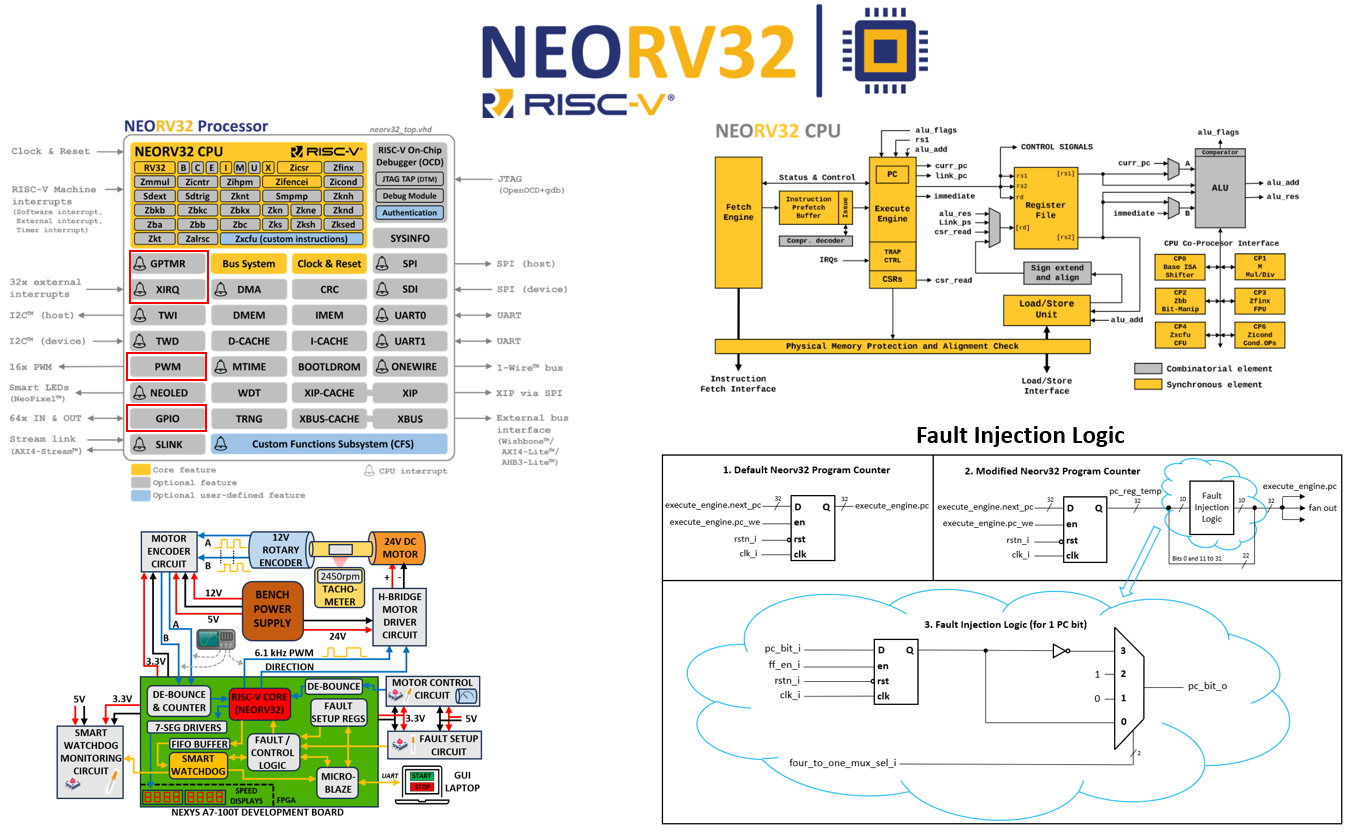 NEORV32
RISC-V®
NEORV32 Processor
neorv32_top.vhd
NEORV32 CPU
RISC-V®
RV32
B
C
E
I
M
U
X
Zicsr
Zfinx
Zmmul
Zicntr
Zihpm
Zifencei
Zicond
Sdext
Sdtrig
Zknt
Smpmp
Zknh
Zbkb
Zbkc
Zbkx
Zkn
Zkne
Zknd
Zba
Zbb
Zbc
Zks
Zksh
Zksed
Zkt
Zalrsc
Zxcfu (custom instructions)
RISC-V On-Chip
Debugger (OCD)
JTAG TAP (DTM)
Debug Module
Authentication
SYSINFO
GPTMR
Bus System
Clock & Reset
SPI
XIRQ
DMA
CRC
SDI
TWI
DMEM
IMEM
UART0
TWD
D-CACHE
I-CACHE
UART1
PWM
MTIME
BOOTLDROM
ONEWIRE
NEOLED
WDT
XIP-CACHE
XIP
GPIO
TRNG
XBUS-CACHE
XBUS
SLINK
Custom Functions Subsystem (CFS)
Clock & Reset
RISC-V Machine
interrupts
(Software interrupt,
External interrupt,
Timer interrupt)
32x external
interrupts
I2C™ (host)
I2C™ (device)
16x PWM
Smart LEDs
(NeoPixel™)
64x IN & OUT
Stream link
(AXI4-Stream™)
JTAG
(OpenOCD+gdb)
SPI (host)
SPI (device)
UART
UART
1-Wire™ bus
XIP via SPI
External bus
interface
(Wishbone™/
AXI4-Lite™/
AHB3-Lite™)
Core feature
Optional feature
Optional user-defined feature
CPU interrupt
NEORV32 CPU
Fetch
Engine
Status & Control
Instruction
Prefetch
Buffer
Issue
Compr. decoder
PC
Execute
Engine
TRAP
CTRL
CSRs
IRQs
alu_flags
rs1
alu_add
curr_pc
link_pc
immediate
alu_res
Link_ps
csr_read
csr_read
CONTROL SIGNALS
rs1
rs2
rd
[rs1]
Register
File
[rd]
[rs2]
Sign extend
and align
Load/Store
Unit
alu_add
curr_pc
A
immediate
B
alu_flags
Comparator
ALU
alu_add
alu_res
CPU Co-Procesor Interface
CP0
Base ISA
Shifter
CP1
M
Mul/Div
CP2
Zbb
Bit-Manip
CP3
Zfinx
FPU
CP4
Zxcfu
CFU
CP6
Zicond
Cond.OPs
Physical Memory Protection and Alignment Check
Instruction
Fetch Interface
Load/Store
Interface
Combinatorial element
Synchronous element
Fault Injection Logic
1. Default Neorv32 Program Counter
execute_engine.next_pc
32
execute_engine.pc_we
rstn_i
clk_i
D
Q
en
rst
clk
32
execute_engine.pc
2. Modified Neorv32 Program Counter
execute_engine.next_pc
32
execute_engine.pc_we
rstn_i
clk_i
D
Q
en
rst
clk
pc_reg_temp
32
10
Fault
Injection
Logic
10
32
execute_engine.pc
fan out
Bits 0 and 11 to 31
22
3. Fault Injection Logic (for 1 PC bit)
pc_bit_i
ff_en_i
rstn_i
clk_i
D
Q
en
rst
clk
3
1
2
0
1
0
pc_bit_o
four_to_one_mux_sel_i
2
MOTOR
ENCODER
CIRCUIT
A
B
12V
ROTARY
ENCODER
24V DC
MOTOR
2450rpm
TACHO-
METER
+
-
12V
5V
BENCH
POWER
SUPPLY
24V
H-BRIDGE
MOTOR
DRIVER
CIRCUIT
A
B
3.3V
6.1 kHz PWM
DIRECTION
5V
3.3V
DE-BOUNCE
& COUNTER
RISC-V CORE
(NEORV32)
DE-BOUNCE
MOTOR CONTROL
CIRCUIT
3.3V
5V
FAULT SETUP
CIRCUIT
7-SEG DRIVERS
FAULT
SETUP REGS
FIFO BUFFER
FAULT /
CONTROL
LOGIC
SMART
WATCHDOG
MICRO-
BLAZE
SMART
WATCHDOG
MONITORING
CIRCUIT
SPEED
DISPLAYS
FPGA
UART
START
STOP
GUI
LAPTOP
NEXYS A7-100T DEVELOPMENT BOARD